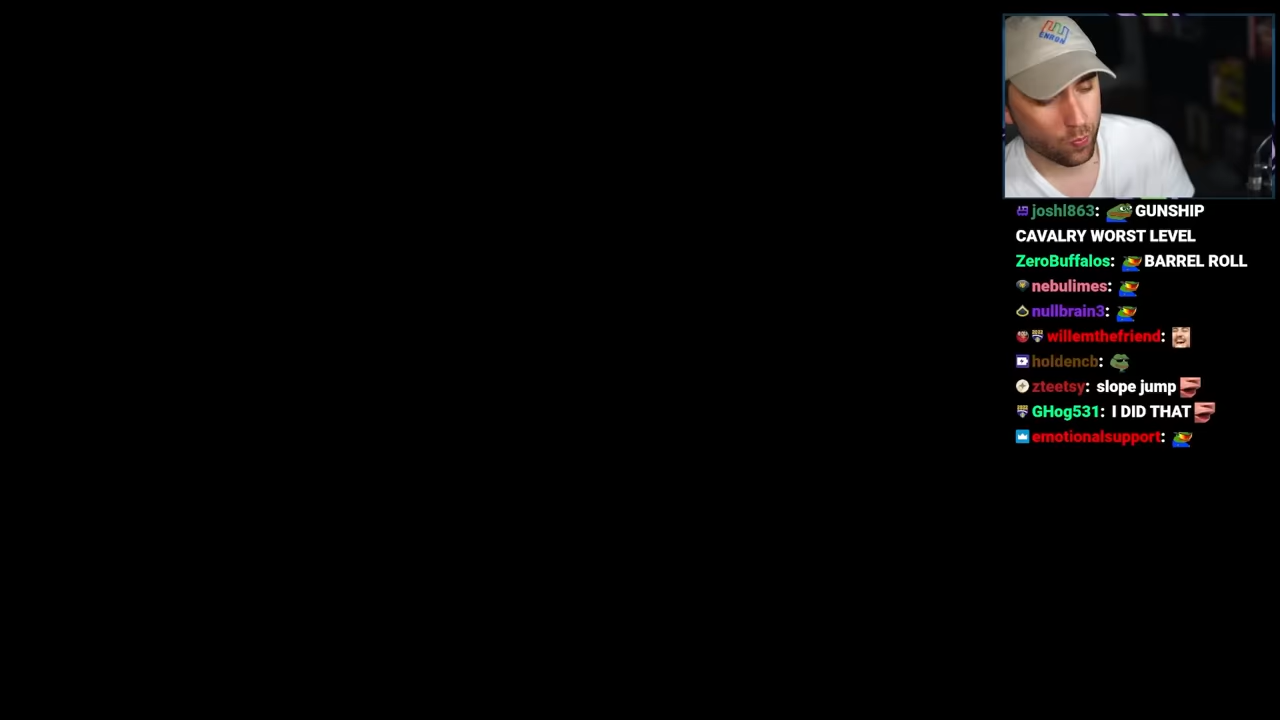 ENRON
joshl863: GUNSHIP
CAVALRY WORST LEVEL
ZeroBuffalos: BARREL ROLL
nebulimes:
nullbrain3:
willemthefriend:
holdencb:
zteetsy: slope jump
GHog531: I DID THAT
emotionalsupport: